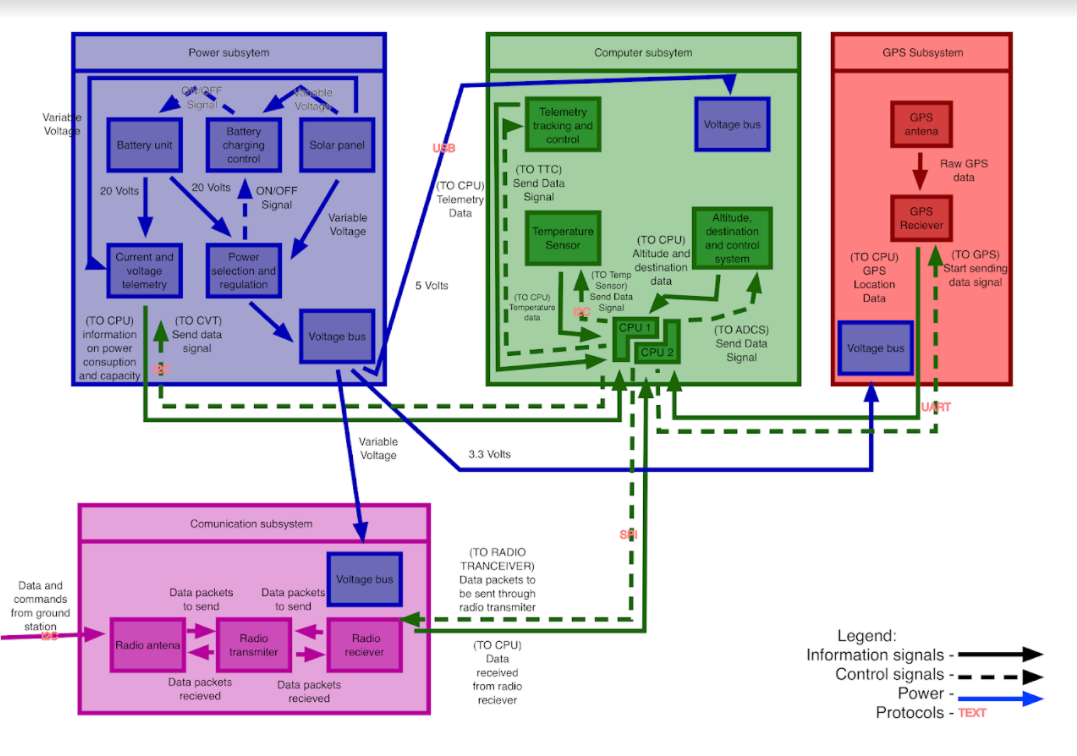 Power subsytem
ON/OFF
Signal
Variable
Voltage
Variable
Voltage
Battery unit
Battery
charging
control
Solar panel
20 Volts
20 Volts
ON/OFF
Signal
Variable
Voltage
Current and
voltage
telemetry
Power
selection and
regulation
Voltage bus
(TO CPU)
information
on power
consuption
and capacity
(TO CVT)
Send data
signal
I2C
USB
(TO CPU)
Telemetry
Data
5 Volts
Computer subsytem
Telemetry
tracking and
control
Voltage bus
(TO TTC)
Send Data
Signal
Temperature
Sensor
Altitude,
destination
and control
system
(TO CPU)
Altitude and
destination
data
(TO Temp
Sensor)
Send Data
Signal
(TO CPU)
Temperature
data
I2C
CPU 1
CPU 2
(TO ADCS)
Send Data
Signal
GPS Subsystem
GPS
antena
Raw GPS
data
GPS
Reciever
(TO CPU)
GPS
Location
Data
(TO GPS)
Start sending
data signal
Voltage bus
UART
Variable
Voltage
3.3 Volts
Comunication subsystem
Voltage bus
Data and
commands
from ground
station
I2C
Data packets
to send
Data packets
to send
Radio antena
Radio
transmiter
Radio
reciever
Data packets
recieved
Data packets
recieved
SPI
(TO RADIO
TRANCEIVER)
Data packets to
be sent through
radio transmiter
(TO CPU)
Data
received
from radio
reciever
Legend:
Information signals -
Control signals -
Power -
Protocols - TEXT